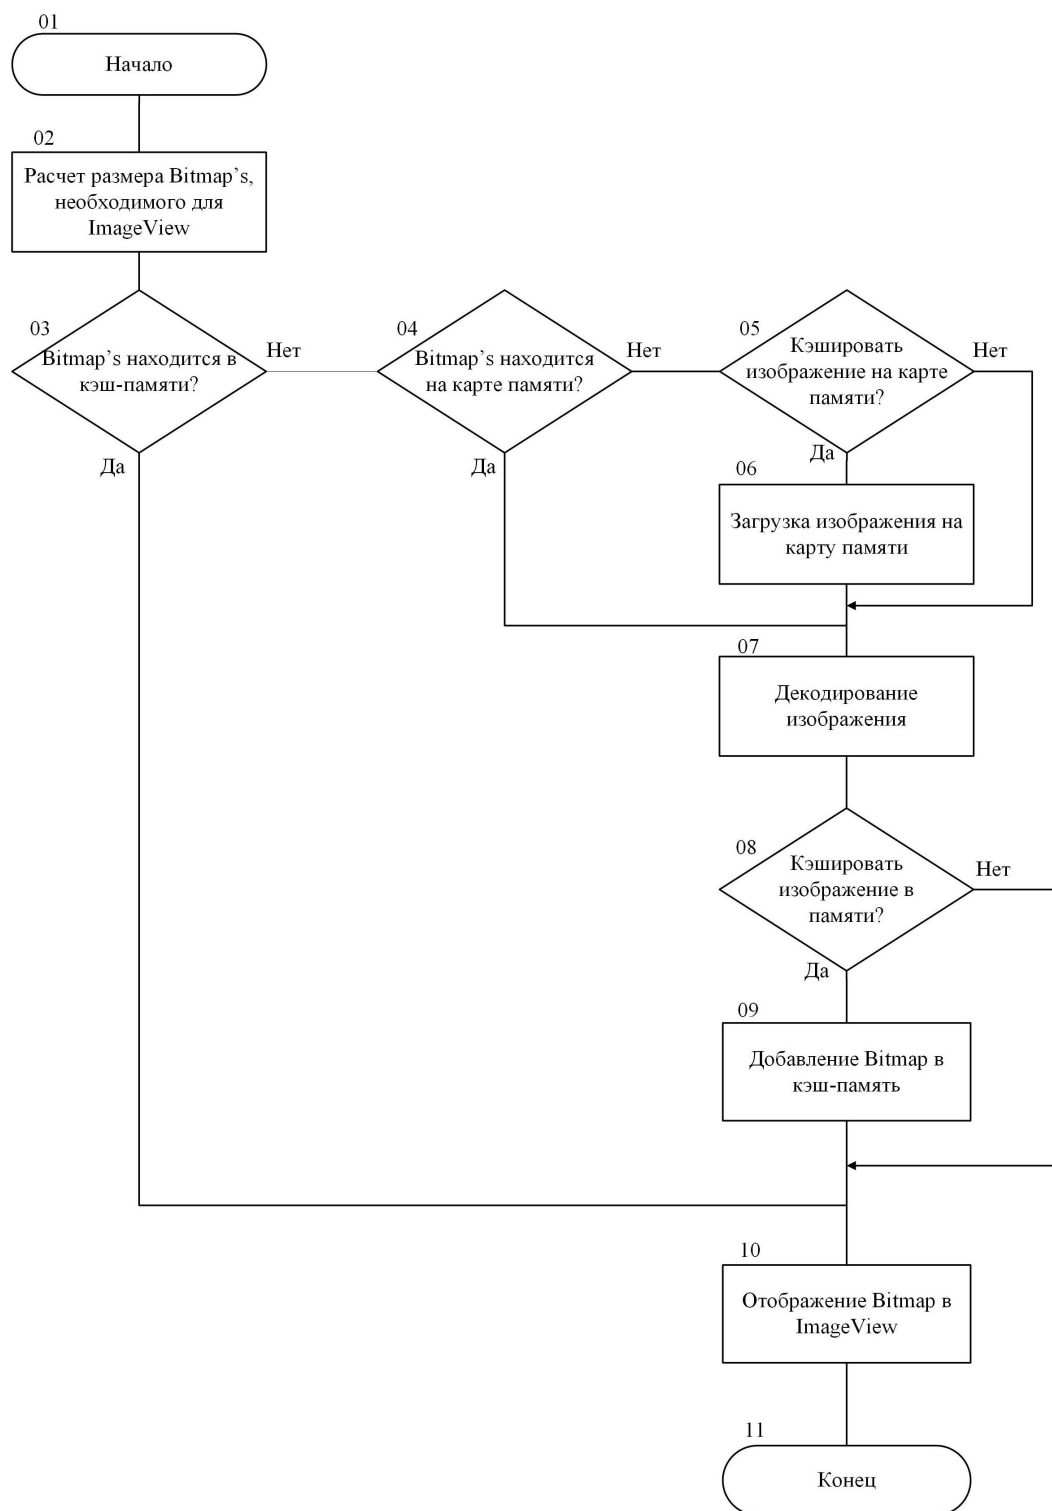 01
Начало
02
Расчет размера Bitmap’s,
необходимого для
ImageView
03
Bitmap’s находится в
кэш-памяти?
Нет
Да
04
Bitmap’s находится
на карте памяти?
Нет
Да
05
Кэшировать
изображение на карте
памяти?
Нет
Да
06
Загрузка изображения на
карту памяти
07
Декодирование
изображения
08
Кэшировать
изображение в
памяти?
Нет
Да
09
Добавление Bitmap в
кэш-память
10
Отображение Bitmap в
ImageView
11
Конец